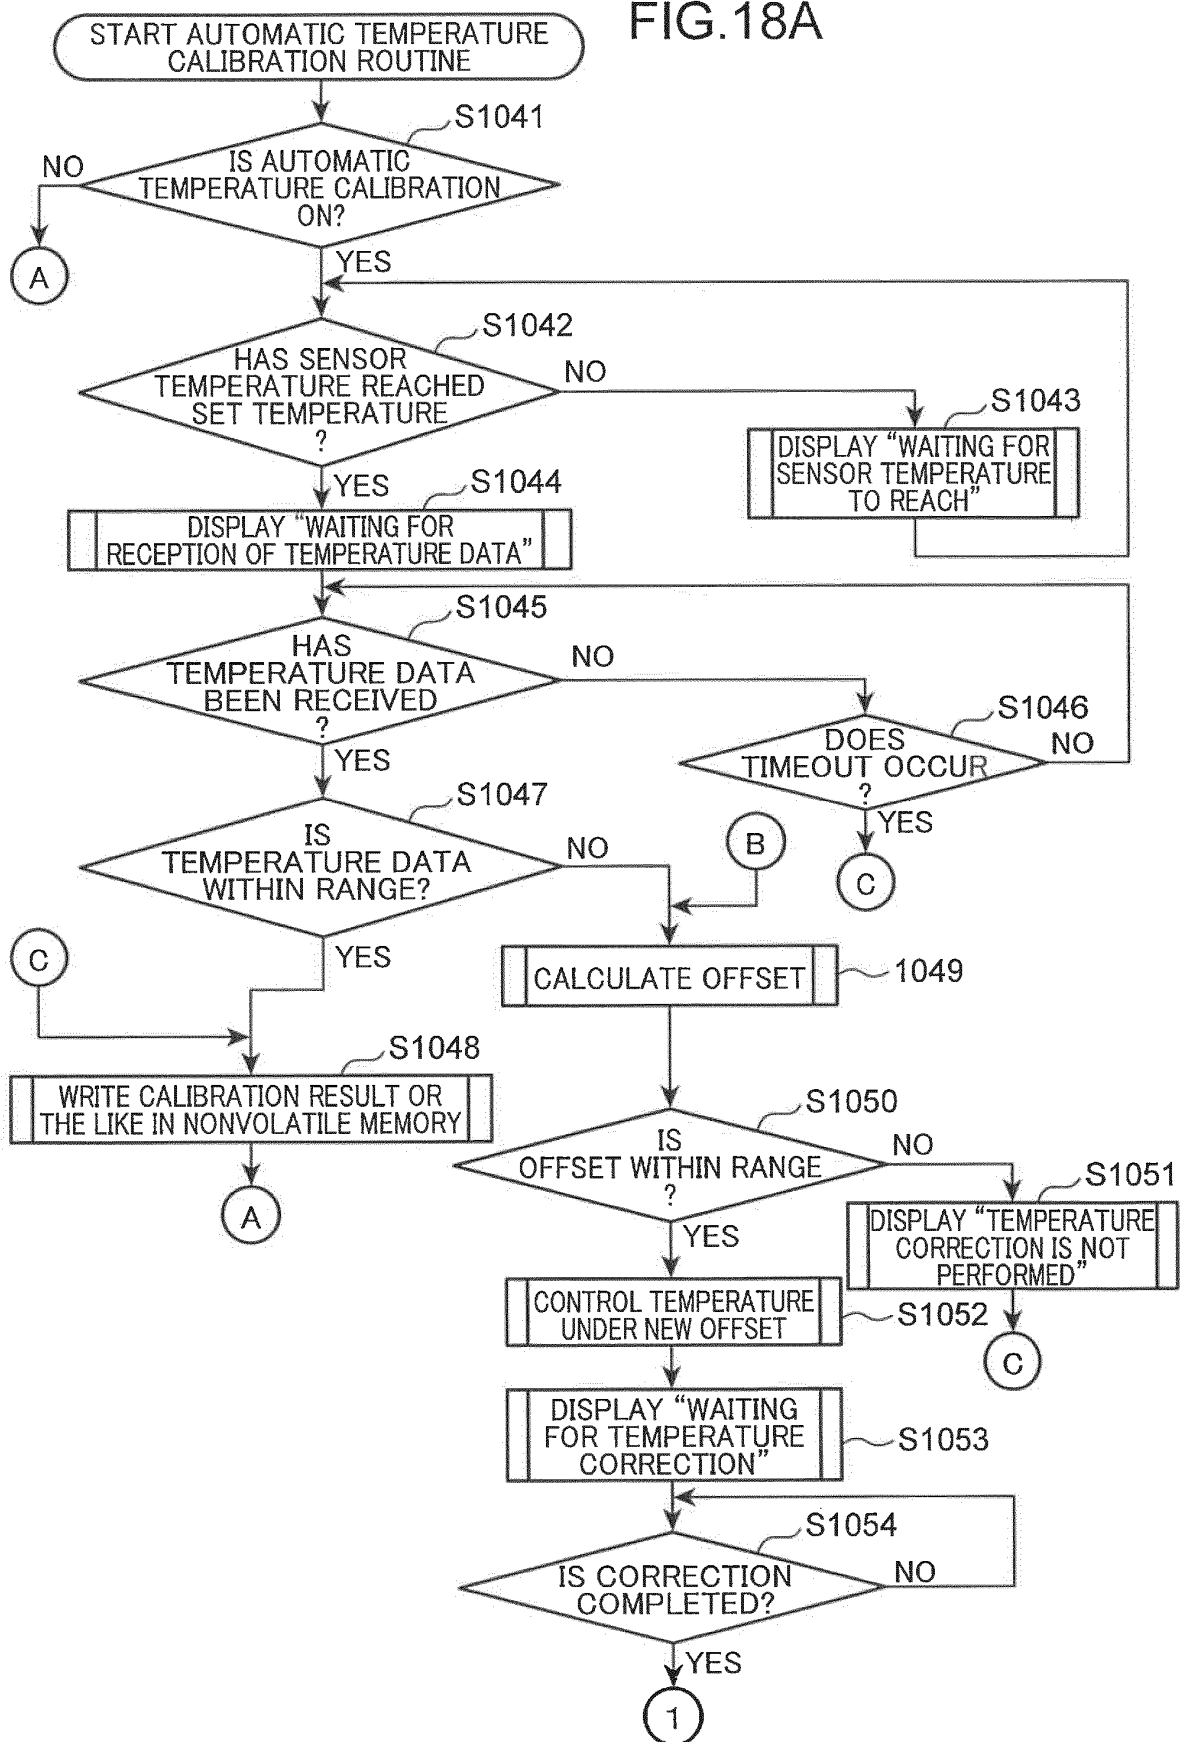 FIG.18A
START AUTOMATIC TEMPERATURE
CALIBRATION ROUTINE
S1041
IS AUTOMATIC
TEMPERATURE CALIBRATION
ON?
NO
A
YES
S1042
HAS SENSOR
TEMPERATURE REACHED
SET TEMPERATURE
?
NO
S1043
DISPLAY “WAITING FOR
SENSOR TEMPERATURE
TO REACH”
YES
S1044
DISPLAY “WAITING FOR
RECEPTION OF TEMPERATURE DATA”
S1045
HAS
TEMPERATURE DATA
BEEN RECEIVED
?
NO
S1046
DOES
TIMEOUT OCCUR
?
NO
YES
C
YES
S1047
IS
TEMPERATURE DATA
WITHIN RANGE?
NO
B
YES
C
CALCULATE OFFSET
1049
S1048
WRITE CALIBRATION RESULT OR
THE LIKE IN NONVOLATILE MEMORY
A
S1050
IS
OFFSET WITHIN RANGE
?
NO
S1051
DISPLAY “TEMPERATURE
CORRECTION IS NOT
PERFORMED”
C
YES
CONTROL TEMPERATURE
UNDER NEW OFFSET
S1052
DISPLAY “WAITING
FOR TEMPERATURE
CORRECTION”
S1053
S1054
IS CORRECTION
COMPLETED?
NO
YES
1